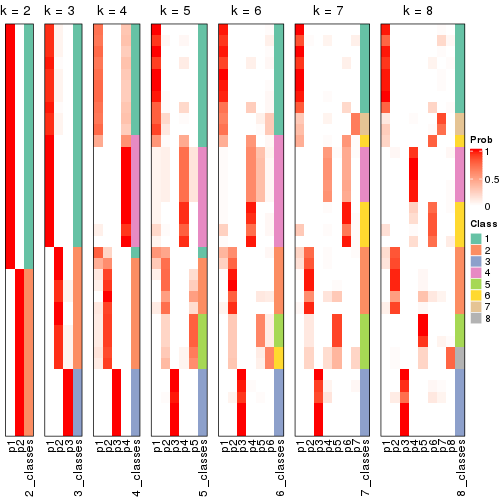 k = 2
k = 3
k = 4
k = 5
k = 6
k = 7
k = 8
Prob
1
0.5
0
Class
1
2
3
4
5
6
7
8
p1
p2
2_classes
p1
p2
p3
3_classes
p1
p2
p3
p4
4_classes
p1
p2
p3
p4
p5
5_classes
p1
p2
p3
p4
p5
p6
6_classes
p1
p2
p3
p4
p5
p6
p7
7_classes
p1
p2
p3
p4
p5
p6
p7
p8
8_classes